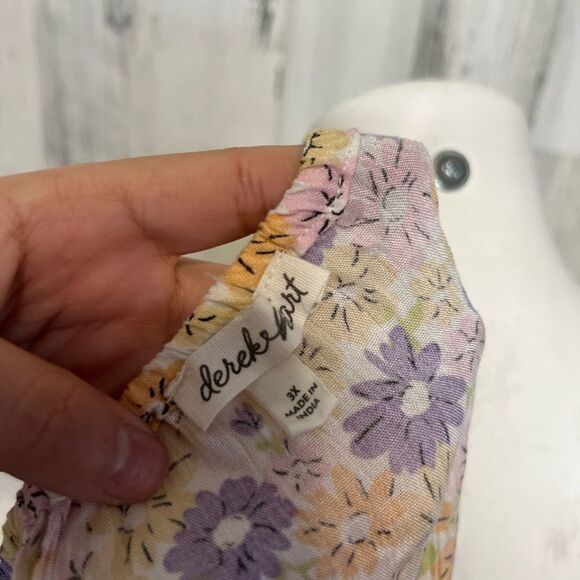 derek heart
3X
MADE IN
INDIA